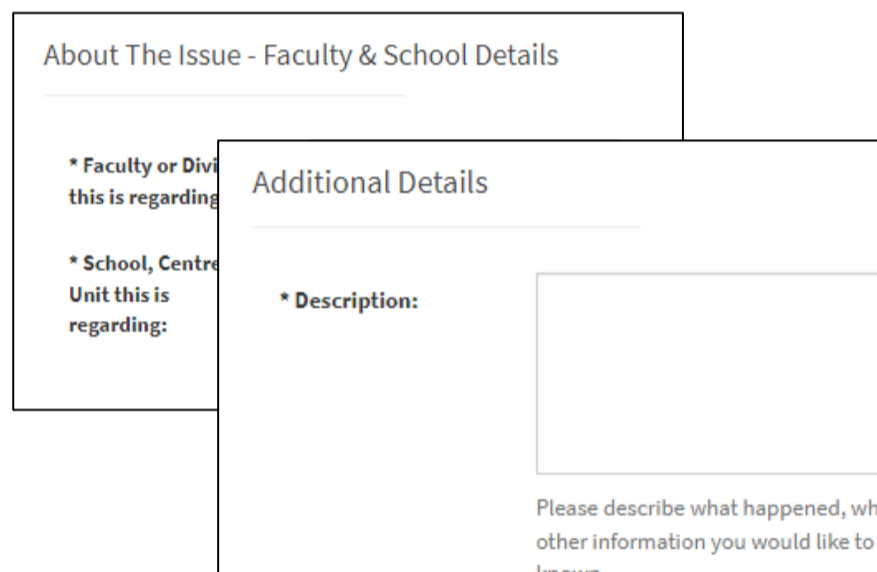 About The Issue - Faculty & School Details
* Faculty or Divi
this is regarding
* School, Centre
Unit this is
regarding:
Additional Details
* Description:
Please describe what happened, wh
other information you would like to